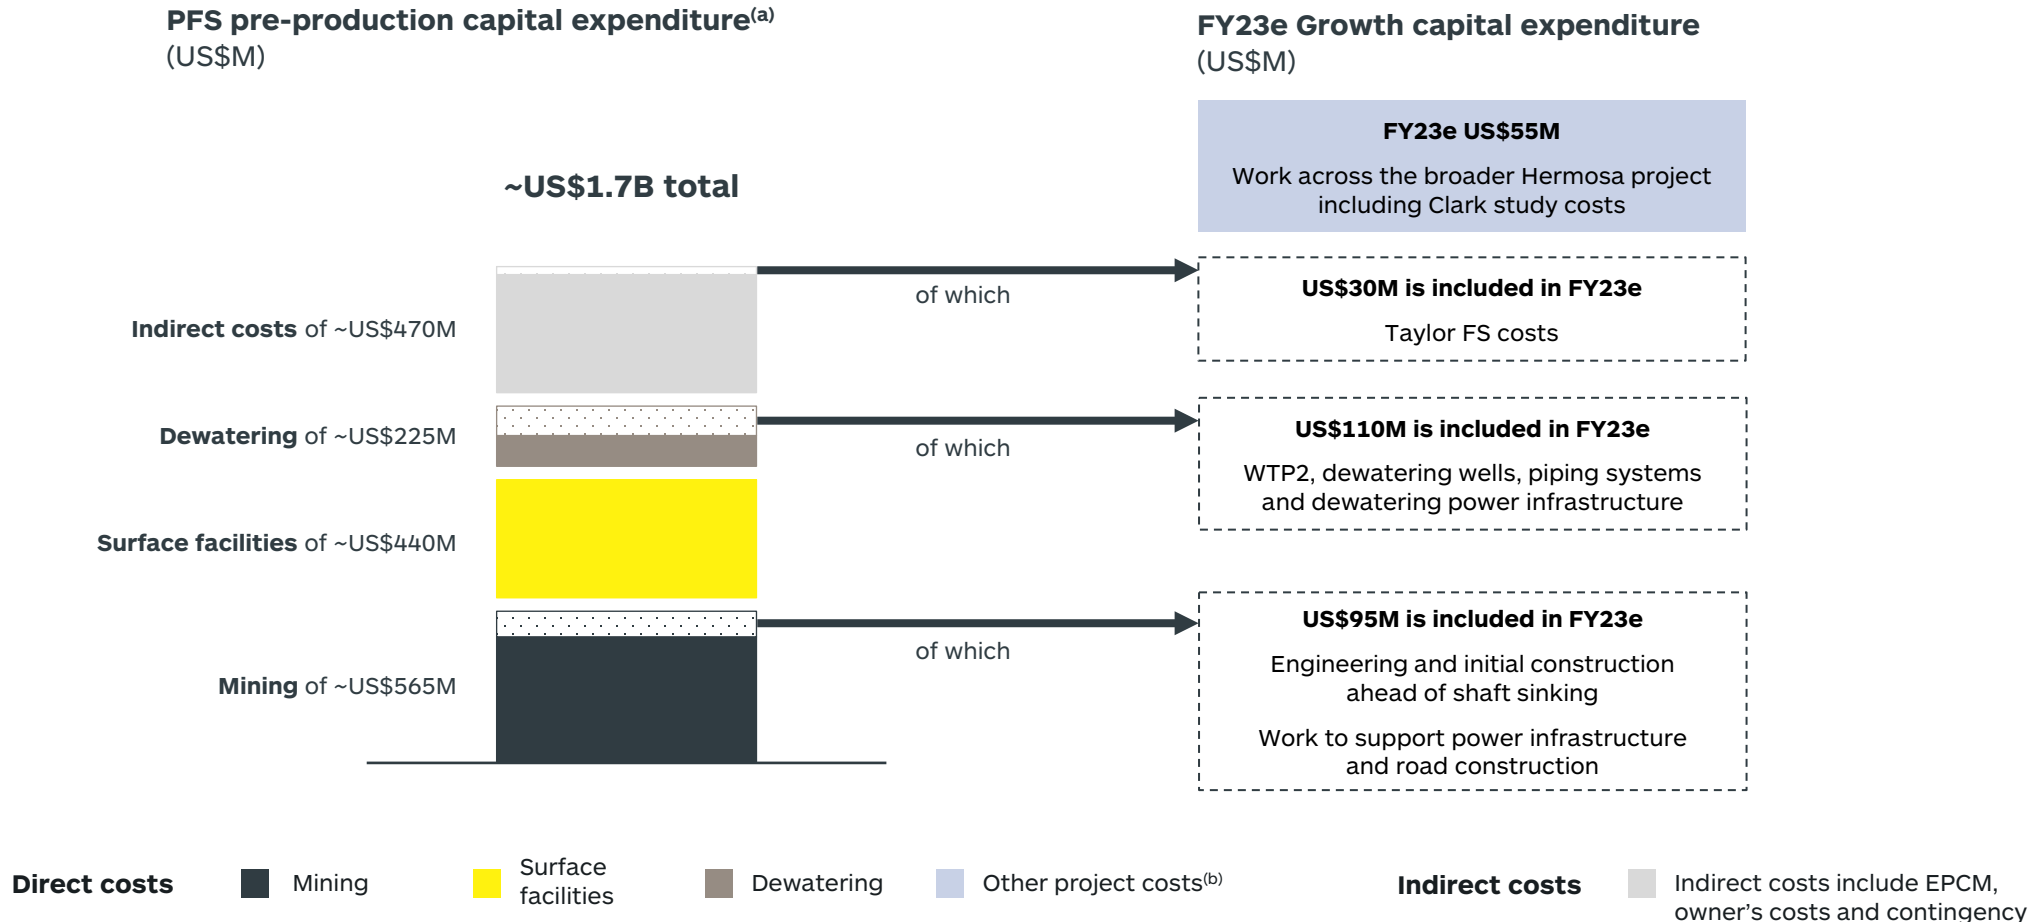 PFS pre-production capital expenditure(a)
(US$M)
~US$1.7B total
Indirect costs of ~US$470M
Dewatering of ~US$225M
Surface facilities of ~US$440M
Mining of ~US$565M
of which
of which
of which
FY23e Growth capital expenditure
(US$M)
FY23e US$55M
Work across the broader Hermosa project
including Clark study costs
US$30M is included in FY23e
Taylor FS costs
US$110M is included in FY23e
WTP2, dewatering wells, piping systems
and dewatering power infrastructure
US$95M is included in FY23e
Engineering and initial construction
ahead of shaft sinking
Work to support power infrastructure
and road construction
Direct costs
Mining
Surface
facilities
Dewatering
Other project costs(b)
Indirect costs
Indirect costs include EPCM,
owner's costs and contingency